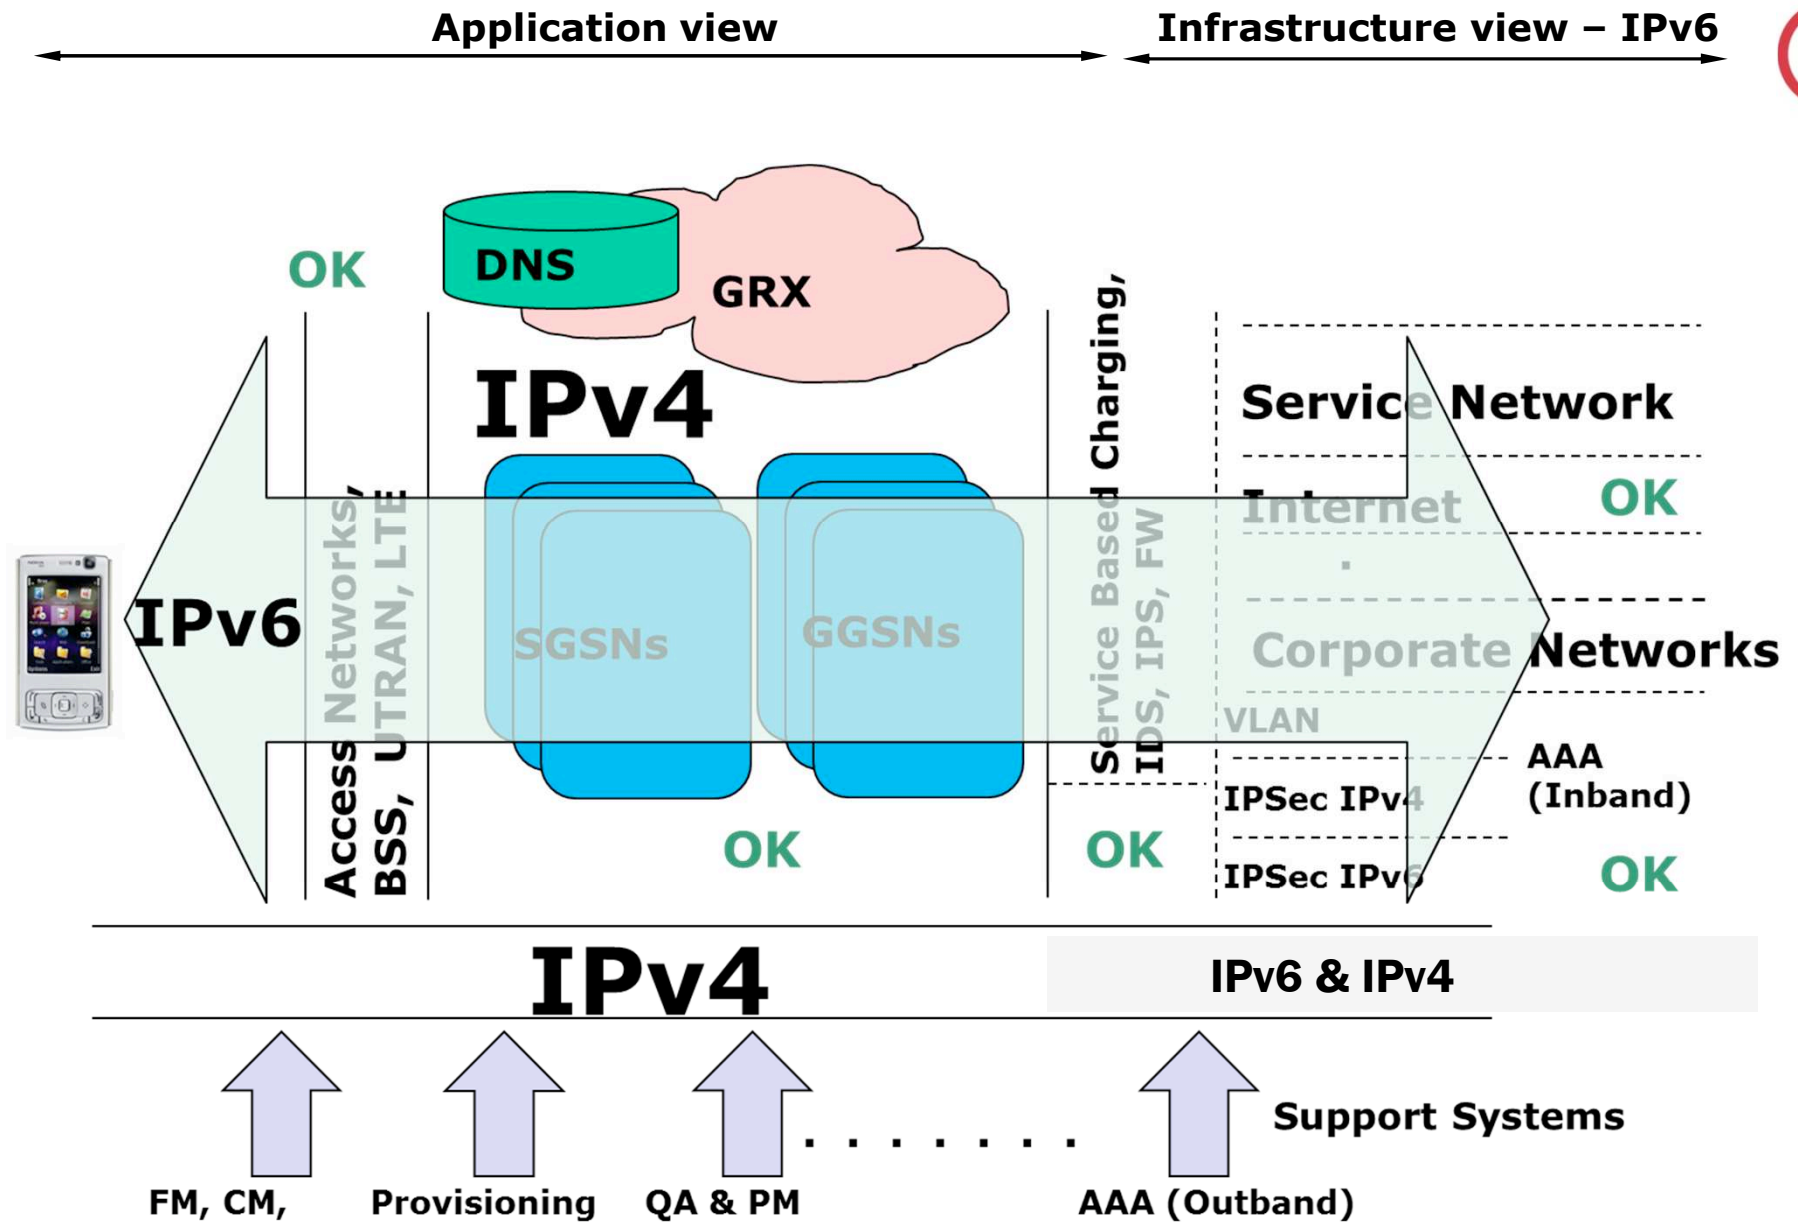 Application view
Infrastructure view – IPv6
OK
DNS
GRX
IPv4
IPv6
Access Networks,
BSS, UTRAN, LTE
SGSNs
GGSNs
Service Based Charging,
IDS, IPS, FW
Service Network
Internet
OK
.
Corporate Networks
VLAN
IPSec IPv4
IPSec IPv6
AAA
(Inband)
OK
OK
OK
IPv4
IPv6 & IPv4
. . . . . . .
Support Systems
FM, CM,
Provisioning
QA & PM
AAA (Outband)